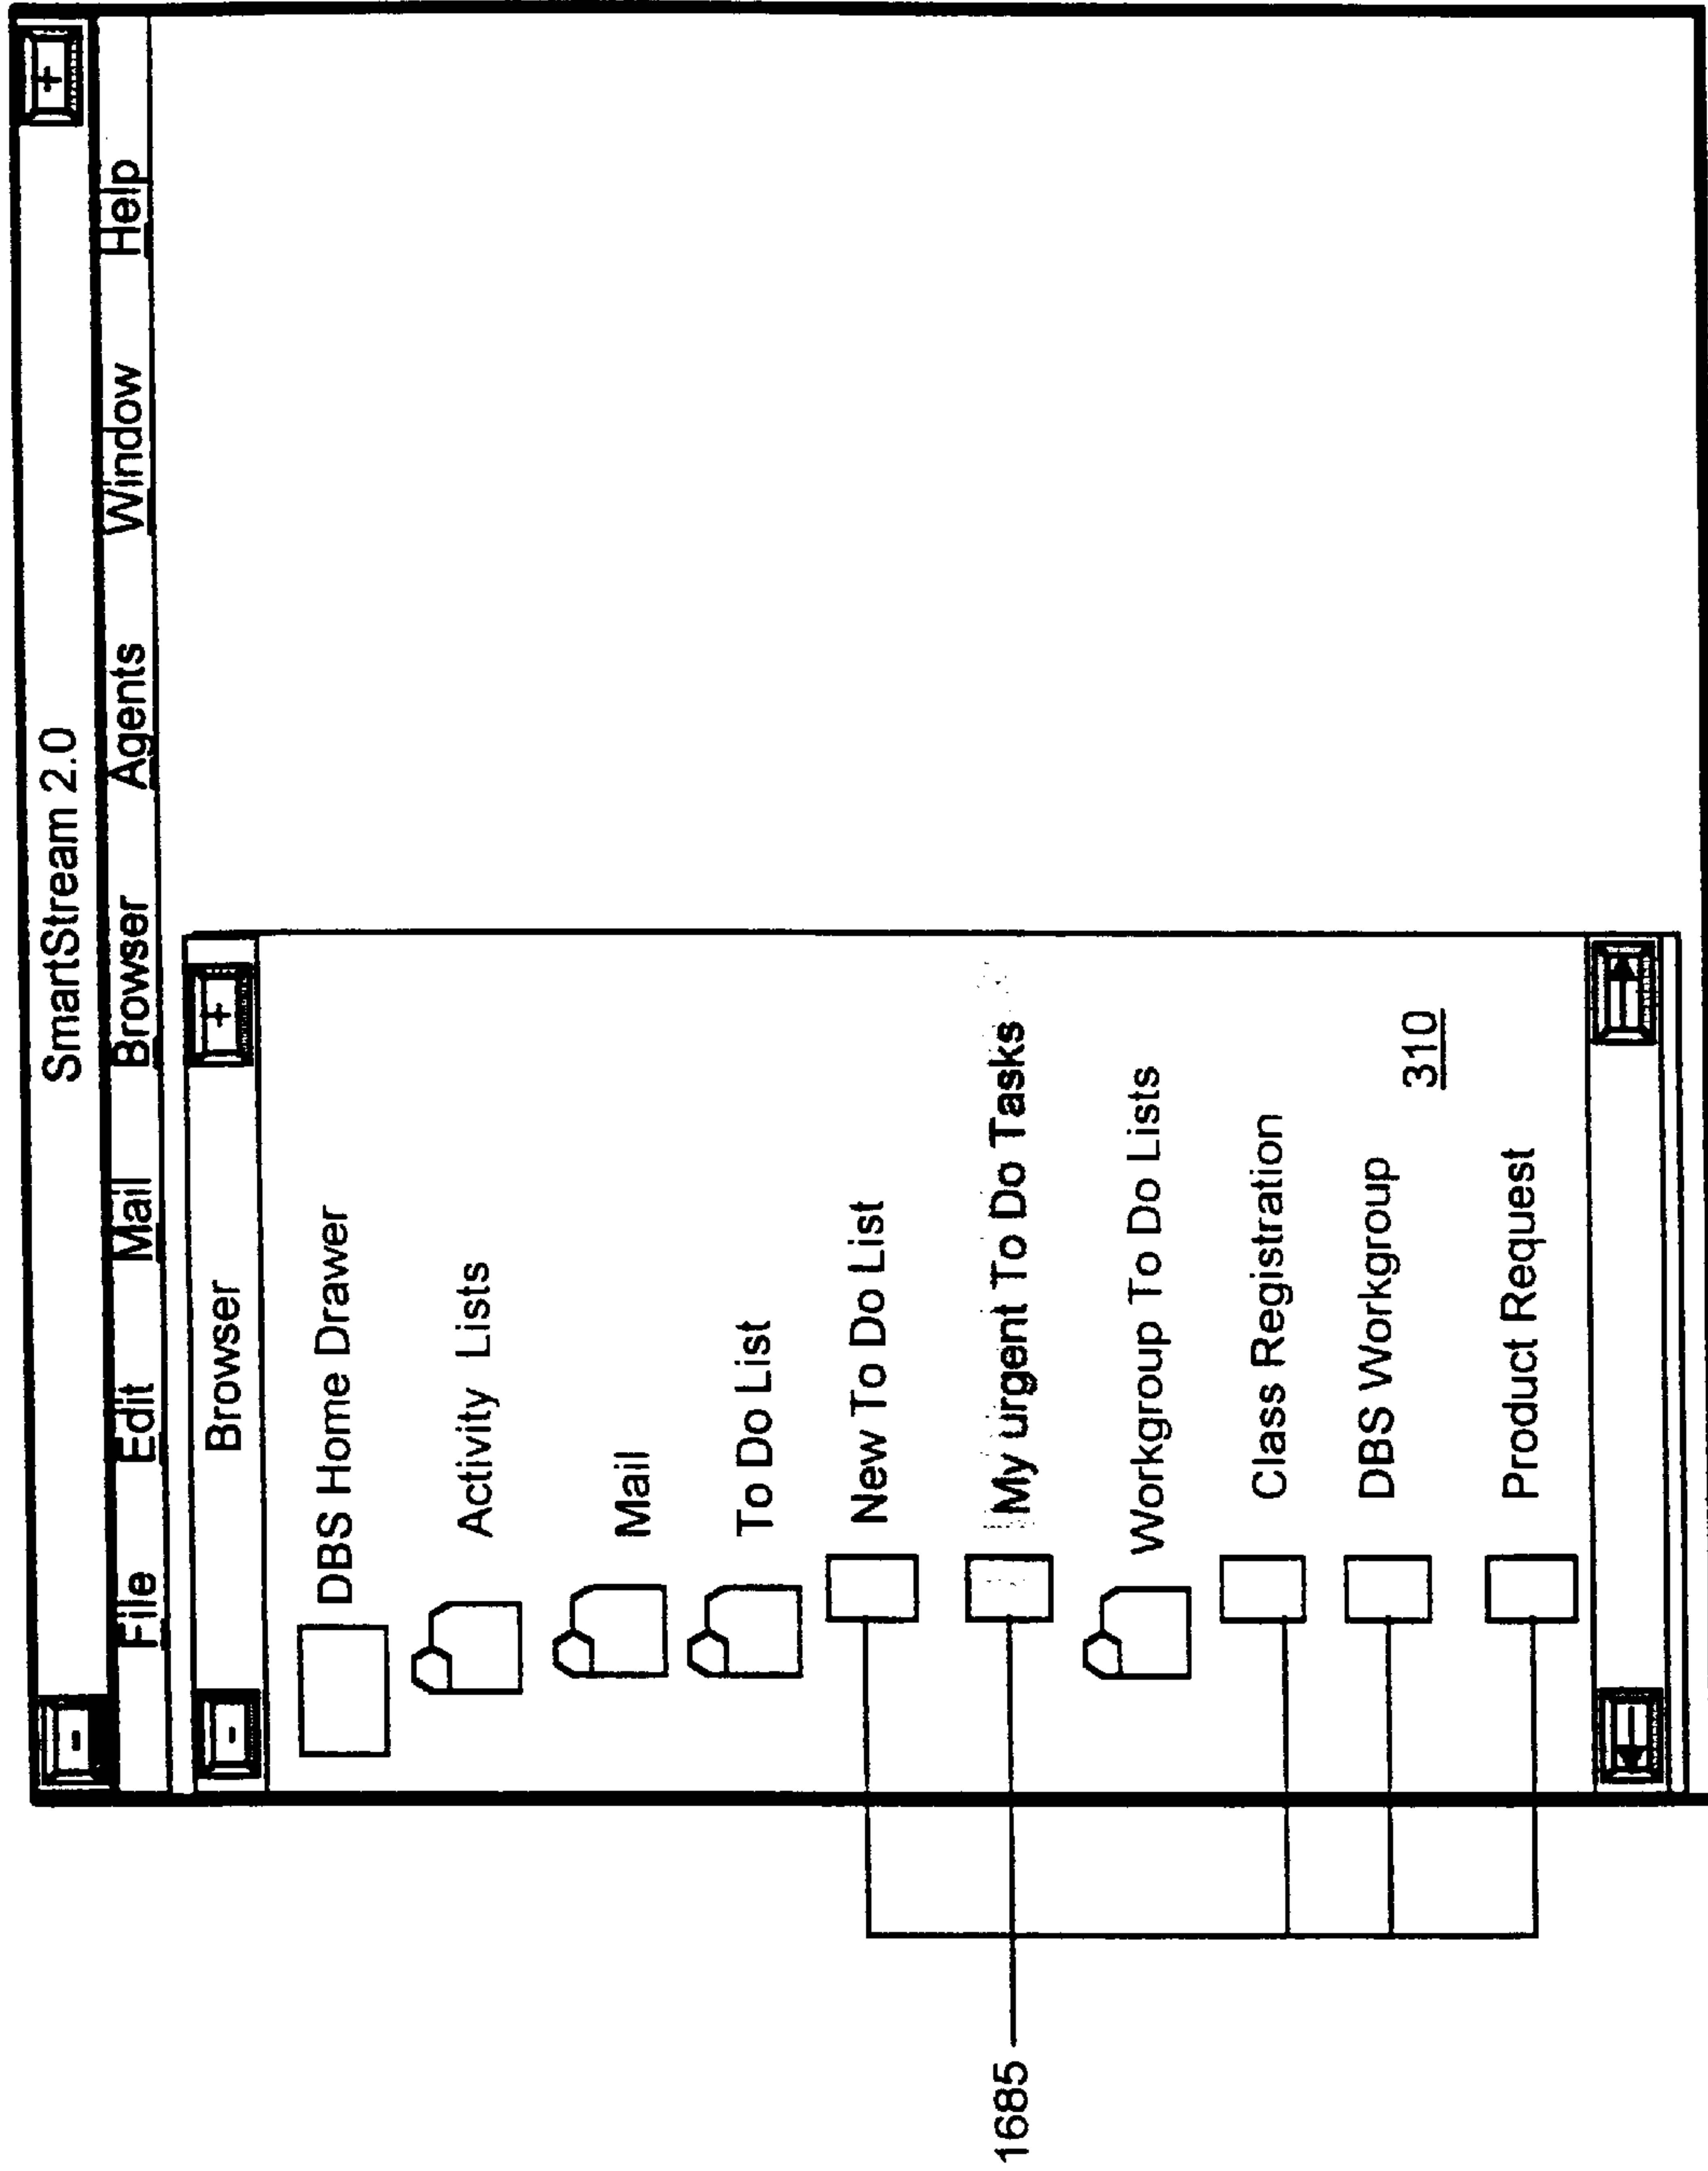 SmartStream 2.0
File Edit Mail Browser Agents Window Help
Browser
DBS Home Drawer
Activity Lists
Mail
To Do List
New To Do List
My urgent To Do Tasks
Workgroup To Do Lists
Class Registration
DBS Workgroup
310
Product Request
1685